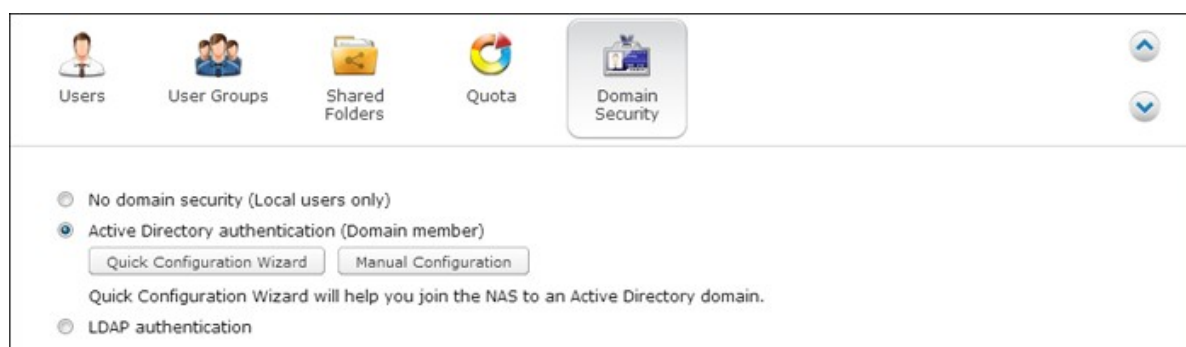 Users
User Groups
Shared
Folders
Quota
Domain
Security
No domain security (Local users only)
Active Directory authentication (Domain member)
Quick Configuration Wizard
Manual Configuration
Quick Configuration Wizard will help you join the NAS to an Active Directory domain.
LDAP authentication